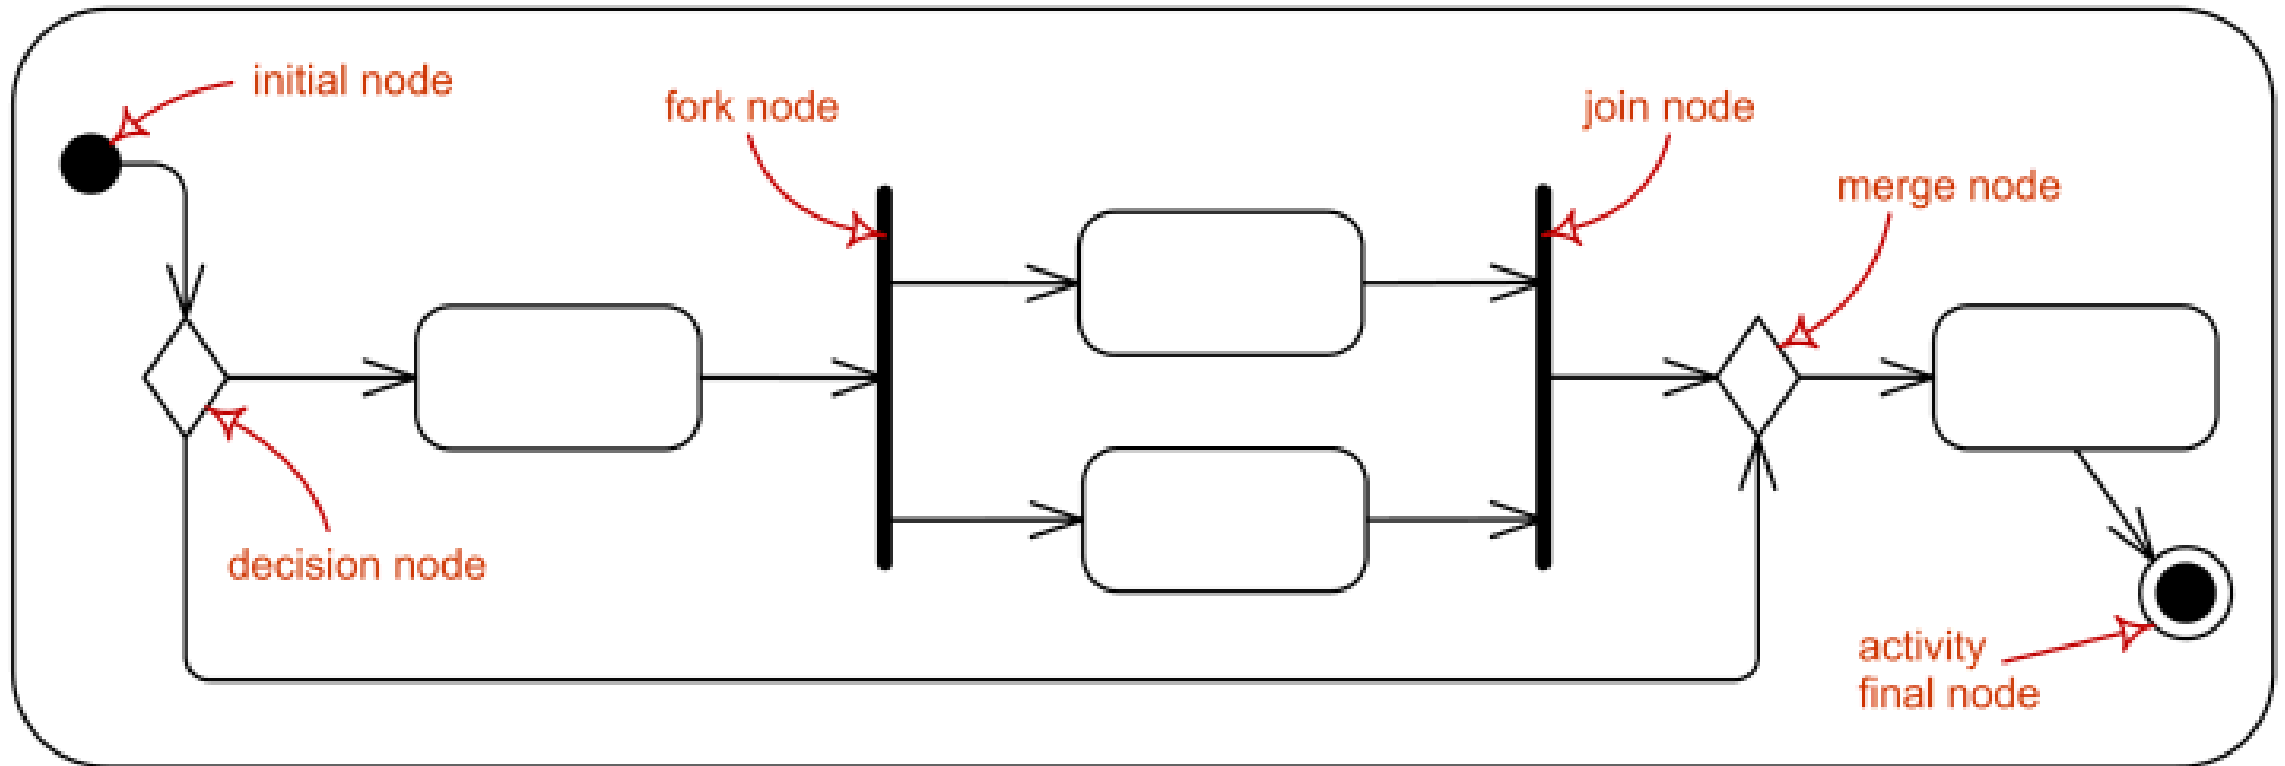 initial node
fork node
join node
merge node
decision node
activity
final node